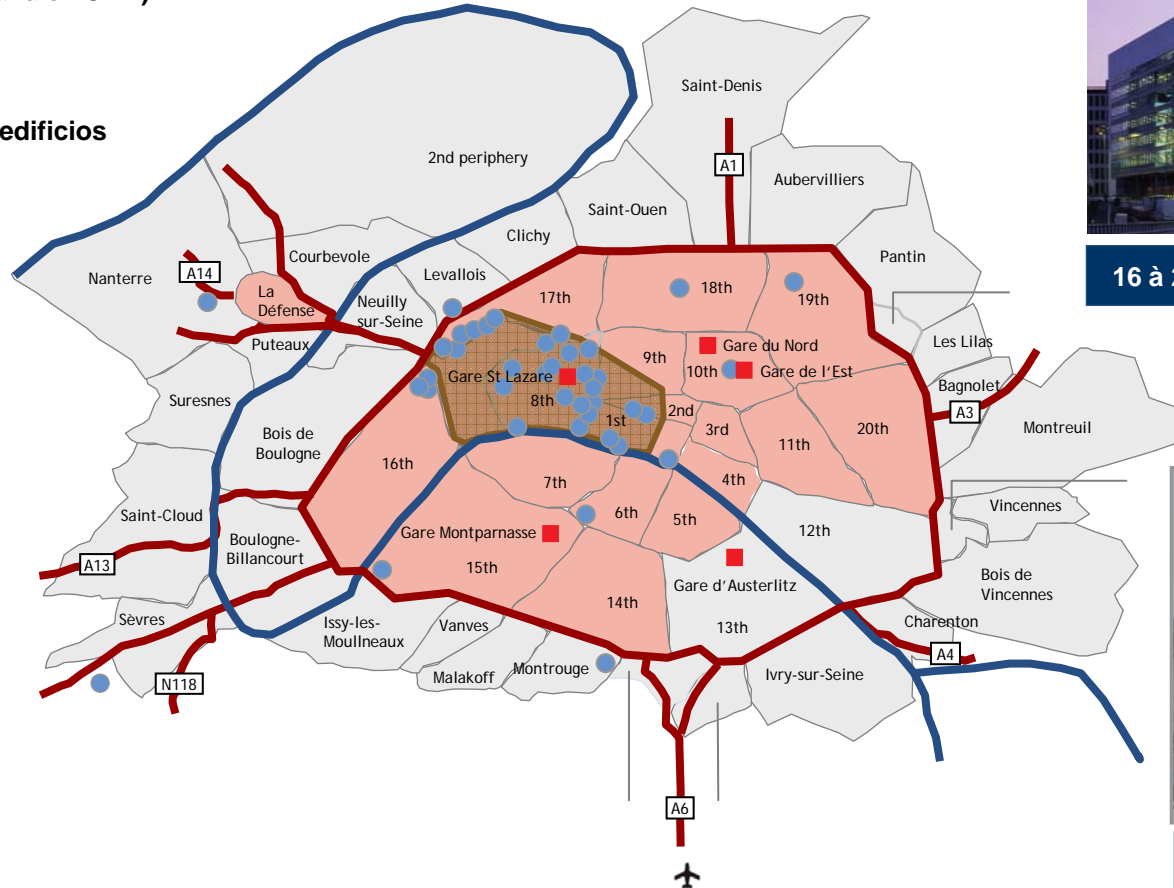 edificios
Saint-Denis
2nd periphery
A1
Aubervilliers
Saint-Ouen
Clichy
Pantin
Courbevole
Levallois
Nanterre
A14
La
Défense
Neuilly
sur-Seine
17th
18th
19th
16 à 2
Puteaux
9th
Gare du Nord
10th
Gare de l'Est
Les Lilas
Gare St Lazare
8th
1st
2nd
3rd
Bagnolet
A3
Suresnes
Bois de
Boulogne
11th
20th
Montreuil
16th
7th
4th
6th
5th
12th
Vincennes
Saint-Cloud
Boulogne-
Billancourt
Gare Montparnasse
15th
A13
Gare d'Austerlitz
Bois de
Vincennes
14th
13th
Charenton
A4
Sèvres
Issy-les-
Moullneaux
Vanves
Malakoff
Montrouge
Ivry-sur-Seine
N118
A6